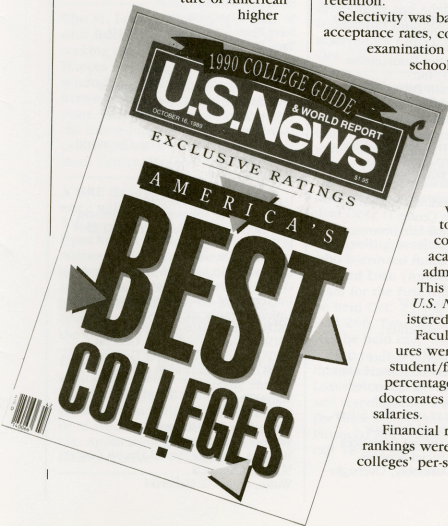 ture of American
higher
retention.
Selectivity was ba
acceptance rates, co
examination
school
1990 COLLEGE GUIDE
U.S.News
& WORLD REPORT
OCTOBER 16, 1989
$1.95
EXCLUSIVE RATINGS
AMERICA'S
BEST
COLLEGES
to
co
aca
adm
This
U.S. N
istered
Facul
ures wer
student/fa
percentage
doctorates
salaries.
Financial r
rankings were
colleges' per-s